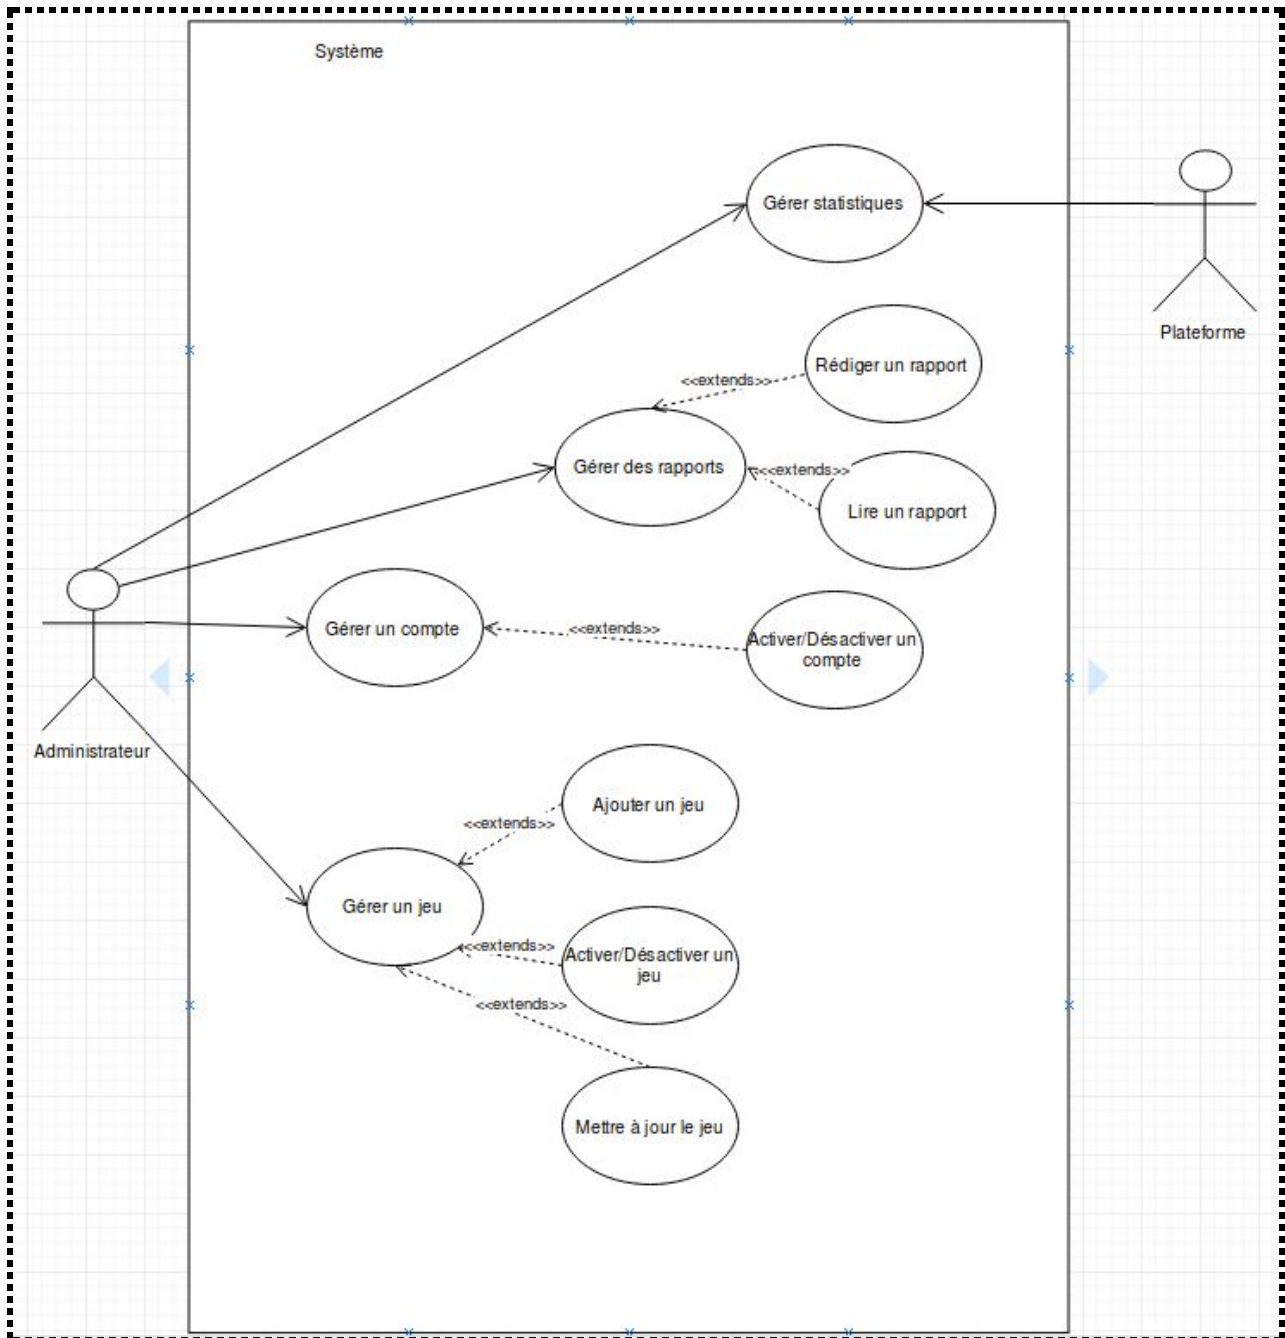 Système
Gérer statistiques
Plateforme
Rédiger un rapport
<<extends>>
Gérer des rapports
<<extends>>
Lire un rapport
Gérer un compte
<<extends>>
Activer/Désactiver un
compte
Administrateur
Ajouter un jeu
<<extends>>
Gérer un jeu
<<extends>>
Activer/Désactiver un
jeu
<<extends>>
Mettre à jour le jeu